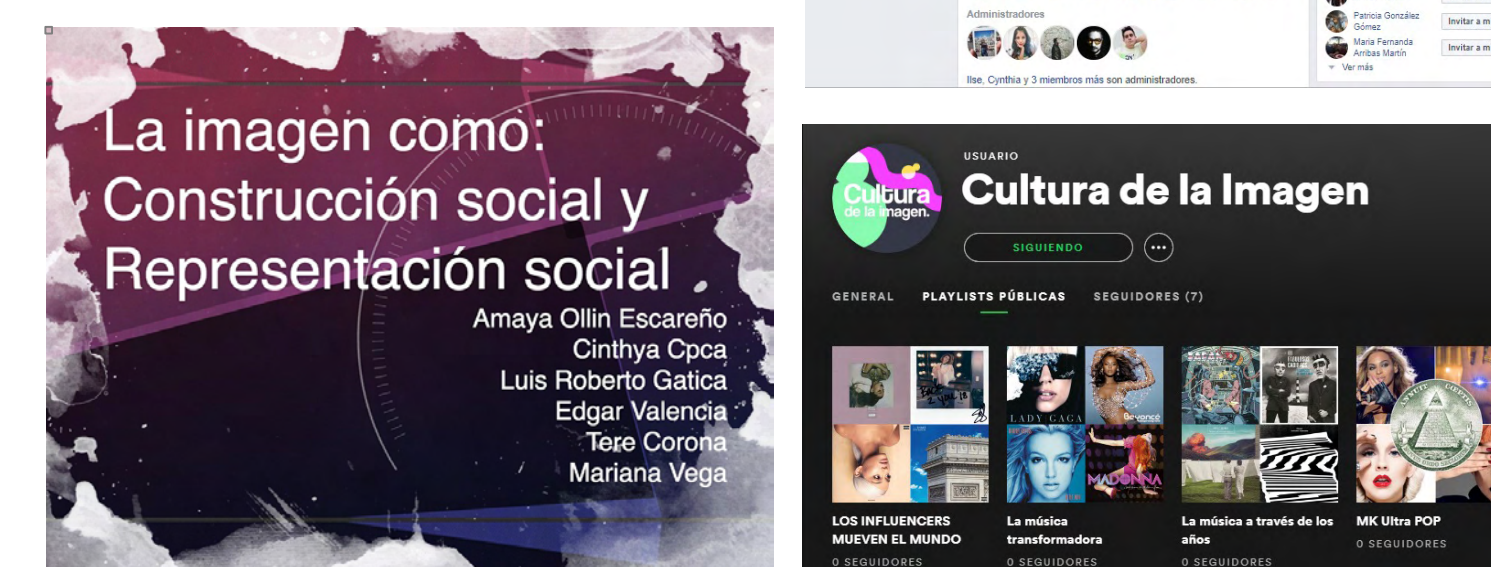 La imagen como:
Construcción social y
Representación social
Amaya Ollin Escareño
Cinthya Cpca
Luis Roberto Gatica
Edgar Valencia
Tere Corona
Mariana Vega
Administradores
Ilse, Cynthia y 3 miembros más son administradores.
Patricia González
Gómez
Invitar a m
Maria Fernanda
Arribas Martín
Invitar a m
Ver más
Cultura
de la imagen.
USUARIO
Cultura de la Imagen
SIGUIENDO
GENERAL PLAYLISTS PÚBLICAS SEGUIDORES (7)
LADY GAGA
Beyoncé
MADONNA
LOS INFLUENCERS
MUEVEN EL MUNDO
0 SEGUIDORES
La música
transformadora
0 SEGUIDORES
La música a través de los
años
0 SEGUIDORES
MK Ultra POP
0 SEGUIDORES